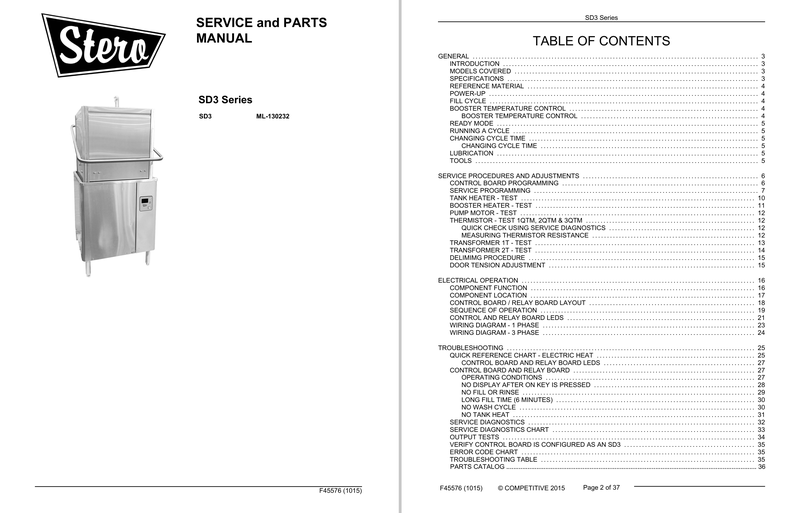 Stero
SERVICE and PARTS
MANUAL
SD3 Series
SD3 ML-130232
F45576 (1015)
SD3 Series
TABLE OF CONTENTS
GENERAL 3
INTRODUCTION 3
MODELS COVERED 3
SPECIFICATIONS 3
REFERENCE MATERIAL 4
POWER-UP 4
FILL CYCLE 4
BOOSTER TEMPERATURE CONTROL 4
BOOSTER TEMPERATURE CONTROL 4
READY MODE 5
RUNNING A CYCLE 5
CHANGING CYCLE TIME 5
CHANGING CYCLE TIME 5
LUBRICATION 5
TOOLS 5
SERVICE PROCEDURES AND ADJUSTMENTS 6
CONTROL BOARD PROGRAMMING 6
SERVICE PROGRAMMING 7
TANK HEATER - TEST 10
BOOSTER HEATER - TEST 11
PUMP MOTOR - TEST 12
THERMISTOR - TEST 1QTM, 2QTM & 3QTM 12
QUICK CHECK USING SERVICE DIAGNOSTICS 12
MEASURING THERMISTOR RESISTANCE 12
TRANSFORMER 1T - TEST 13
TRANSFORMER 2T - TEST 14
DELIMIMG PROCEDURE 15
DOOR TENSION ADJUSTMENT 15
ELECTRICAL OPERATION 16
COMPONENT FUNCTION 16
COMPONENT LOCATION 17
CONTROL BOARD / RELAY BOARD LAYOUT 18
SEQUENCE OF OPERATION 19
CONTROL AND RELAY BOARD LEDS 21
WIRING DIAGRAM - 1 PHASE 23
WIRING DIAGRAM - 3 PHASE 24
TROUBLESHOOTING 25
QUICK REFERENCE CHART - ELECTRIC HEAT 25
CONTROL BOARD AND RELAY BOARD LEDS 27
CONTROL BOARD AND RELAY BOARD 27
OPERATING CONDITIONS 27
NO DISPLAY AFTER ON KEY IS PRESSED 28
NO FILL OR RINSE 29
LONG FILL TIME (6 MINUTES) 30
NO WASH CYCLE 30
NO TANK HEAT 31
SERVICE DIAGNOSTICS 32
SERVICE DIAGNOSTICS CHART 33
OUTPUT TESTS 34
VERIFY CONTROL BOARD IS CONFIGURED AS AN SD3 35
ERROR CODE CHART 35
TROUBLESHOOTING TABLE 35
PARTS CATALOG 36
F45576 (1015) © COMPETITIVE 2015 Page 2 of 37